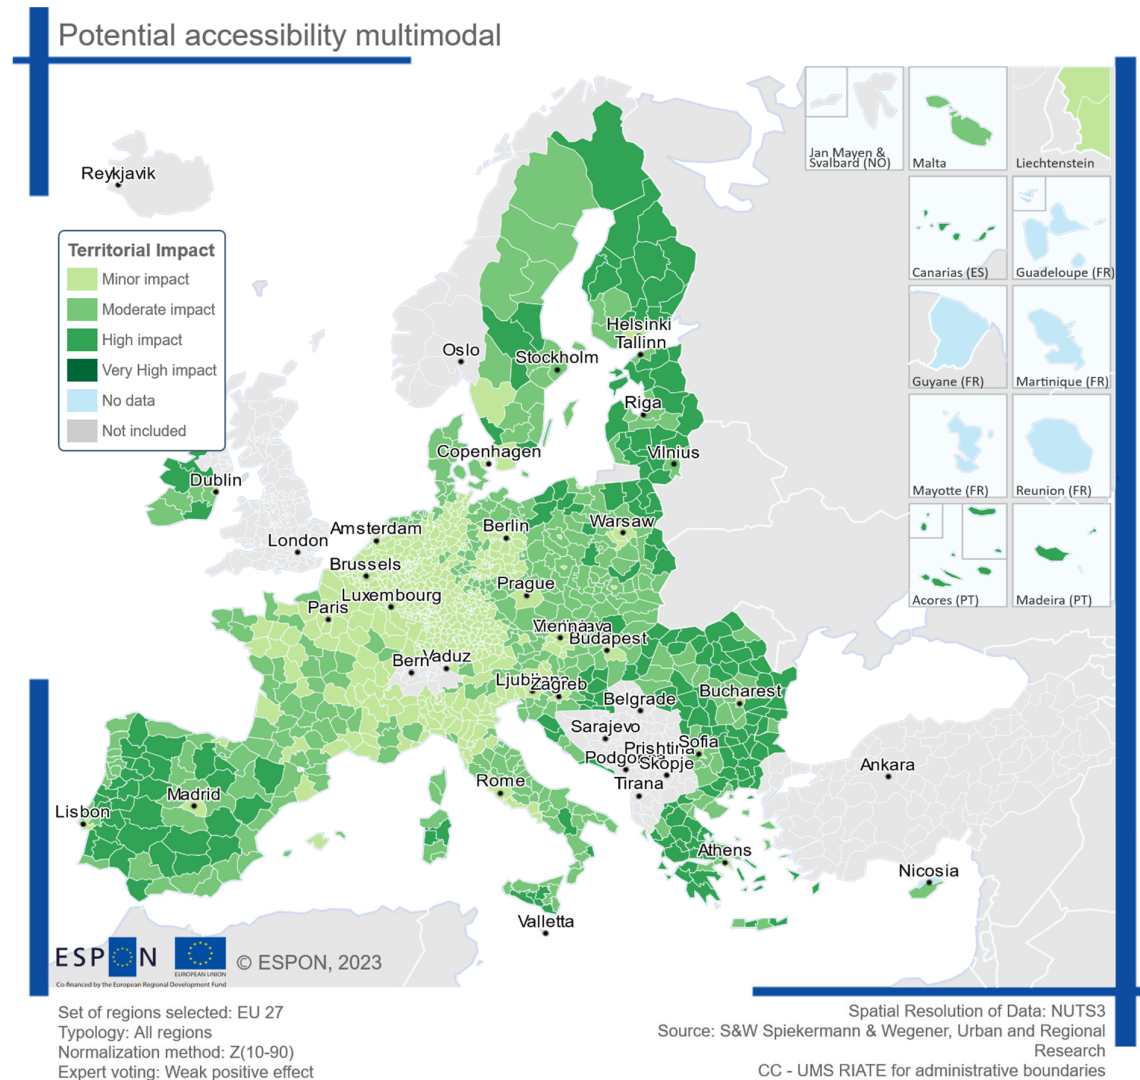 Potential accessibility multimodal
Jan Mayen &
Svalbard (NO)
Malta
Liechtenstein
Reykjavik
Canarias (ES)
Guadeloupe (FR)
Territorial Impact
Minor impact
Moderate impact
High impact
Very High impact
No data
Not included
Guyane (FR)
Martinique (FR)
Helsinki
Tallinn
Oslo
Stockholm
Riga
Copenhagen
Vilnius
Dublin
Mayotte (FR)
Reunion (FR)
Amsterdam
Berlin
Warsaw
London
Brussels
Prague
Luxembourg
Paris
Acores (PT)
Madeira (PT)
Budapest
Bern
Vaduz
Zagreb
Belgrade
Bucharest
Sarajevo
Prishtina
Sofia
Skopje
Tirana
Ankara
Rome
Madrid
Lisbon
Athens
Nicosia
Valletta
ESPON
EUROPEAN UNION
© ESPON, 2023
Co-financed by the European Regional Development Fund
Set of regions selected: EU 27
Typology: All regions
Normalization method: Z(10-90)
Expert voting: Weak positive effect
Spatial Resolution of Data: NUTS3
Source: S&W Spiekermann & Wegener, Urban and Regional
Research
CC - UMS RIATE for administrative boundaries